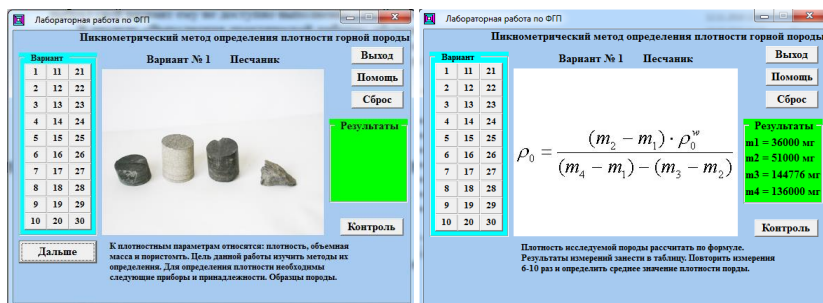 Лабораторная работа по ФГП
Пикнометрический метод определения плотности горной породы
Вариант
Вариант № 1 Песчаник
Выход
Помощь
Сброс
1 11 21
2 12 22
3 13 23
4 14 24
5 15 25
6 16 26
7 17 27
8 18 28
9 19 29
10 20 30
Результаты
Контроль
Дальше
К плотностным параметрам относятся: плотность, объемная
масса и пористомть. Цель данной работы изучить методы их
определения. Для определения плотности необходимы
следующие приборы и принадлежности. Образцы породы.
Лабораторная работа по ФГП
Пикнометрический метод определения плотности горной породы
Вариант
Вариант № 1 Песчаник
Выход
Помощь
Сброс
1 11 21
2 12 22
3 13 23
4 14 24
5 15 25
6 16 26
7 17 27
8 18 28
9 19 29
10 20 30
ρ₀ = (m₂ − m₁) · ρ₀ʷ / (m₄ − m₁) − (m₃ − m₂)
Результаты
m1 = 36000 мг
m2 = 51000 мг
m3 = 144776 мг
m4 = 136000 мг
Контроль
Плотность исследуемой породы рассчитать по формуле.
Результаты измерений занести в таблицу. Повторить измерения
6-10 раз и определить среднее значение плотности порды.